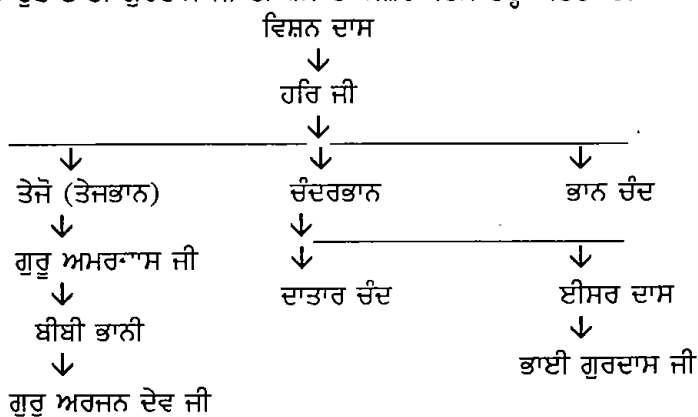 ਵਿਸ਼ਨ ਦਾਸ
ਹਰਿ ਜੀ
ਤੇਜੋ (ਤੇਜਭਾਨ) ਚੰਦਰਭਾਨ ਭਾਨ ਚੰਦ
ਗੁਰੂ ਅਮਰਦਾਸ ਜੀ ਦਾਤਾਰ ਚੰਦ ਈਸਰ ਦਾਸ
ਬੀਬੀ ਭਾਨੀ ਭਾਈ ਗੁਰਦਾਸ ਜੀ
ਗੁਰੂ ਅਰਜਨ ਦੇਵ ਜੀ